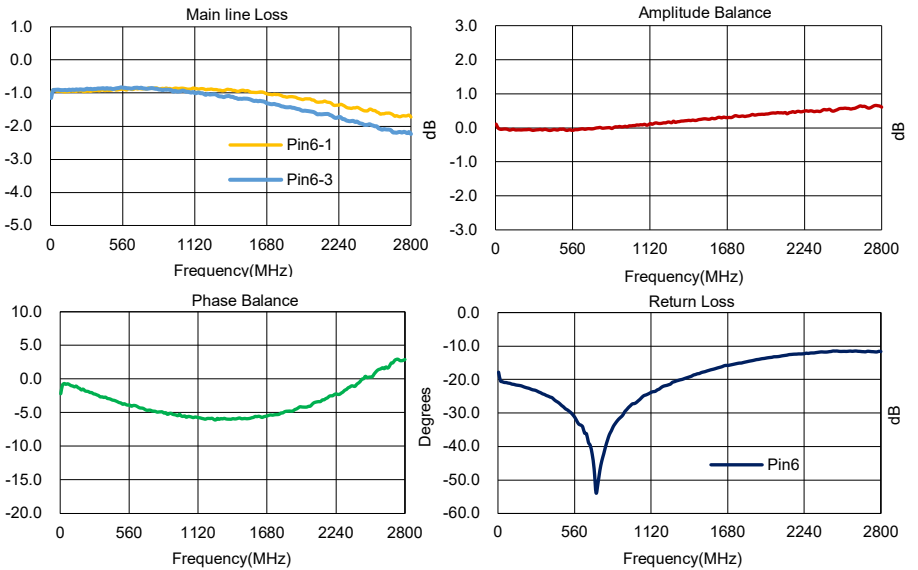 Main line Loss
1.0
0.0
-1.0
-2.0
-3.0
-4.0
-5.0
Pin6-1
Pin6-3
dB
0 560 1120 1680 2240 2800
Frequency(MHz)
Amplitude Balance
3.0
2.0
1.0
0.0
-1.0
-2.0
-3.0
dB
0 560 1120 1680 2240 2800
Frequency(MHz)
Phase Balance
10.0
5.0
0.0
-5.0
-10.0
-15.0
-20.0
Degrees
0 560 1120 1680 2240 2800
Frequency(MHz)
Return Loss
0.0
-10.0
-20.0
-30.0
-40.0
-50.0
-60.0
Pin6
dB
0 560 1120 1680 2240 2800
Frequency(MHz)